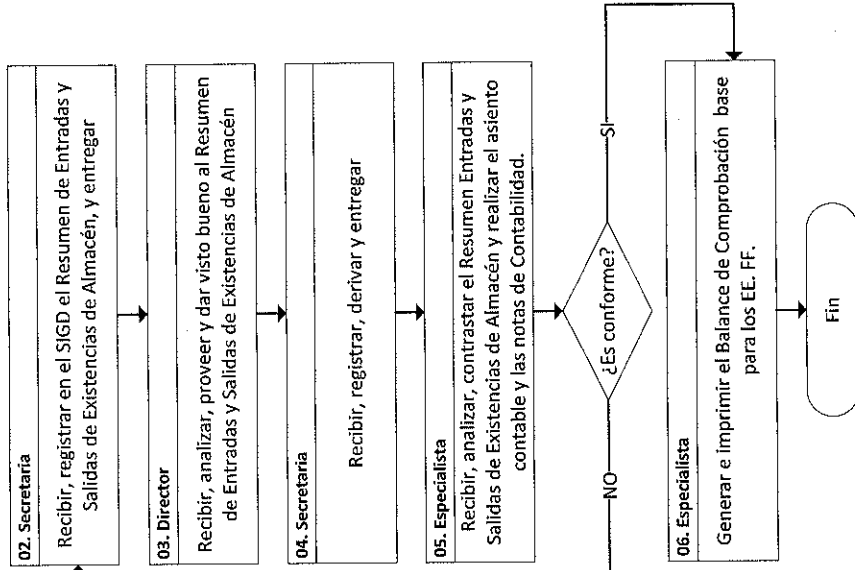 02. Secretaria
Recibir, registrar en el SIGD el Resumen de Entradas y
Salidas de Existencias de Almacén, y entregar
03. Director
Recibir, analizar, proveer y dar visto bueno al Resumen
de Entradas y Salidas de Existencias de Almacén
04. Secretaria
Recibir, registrar, derivar y entregar
05. Especialista
Recibir, analizar, contrastar el Resumen Entradas y
Salidas de Existencias de Almacén y realizar el asiento
contable y las notas de Contabilidad.
¿Es conforme?
NO
SI
06. Especialista
Generar e imprimir el Balance de Comprobación base
para los EE. FF.
Fin